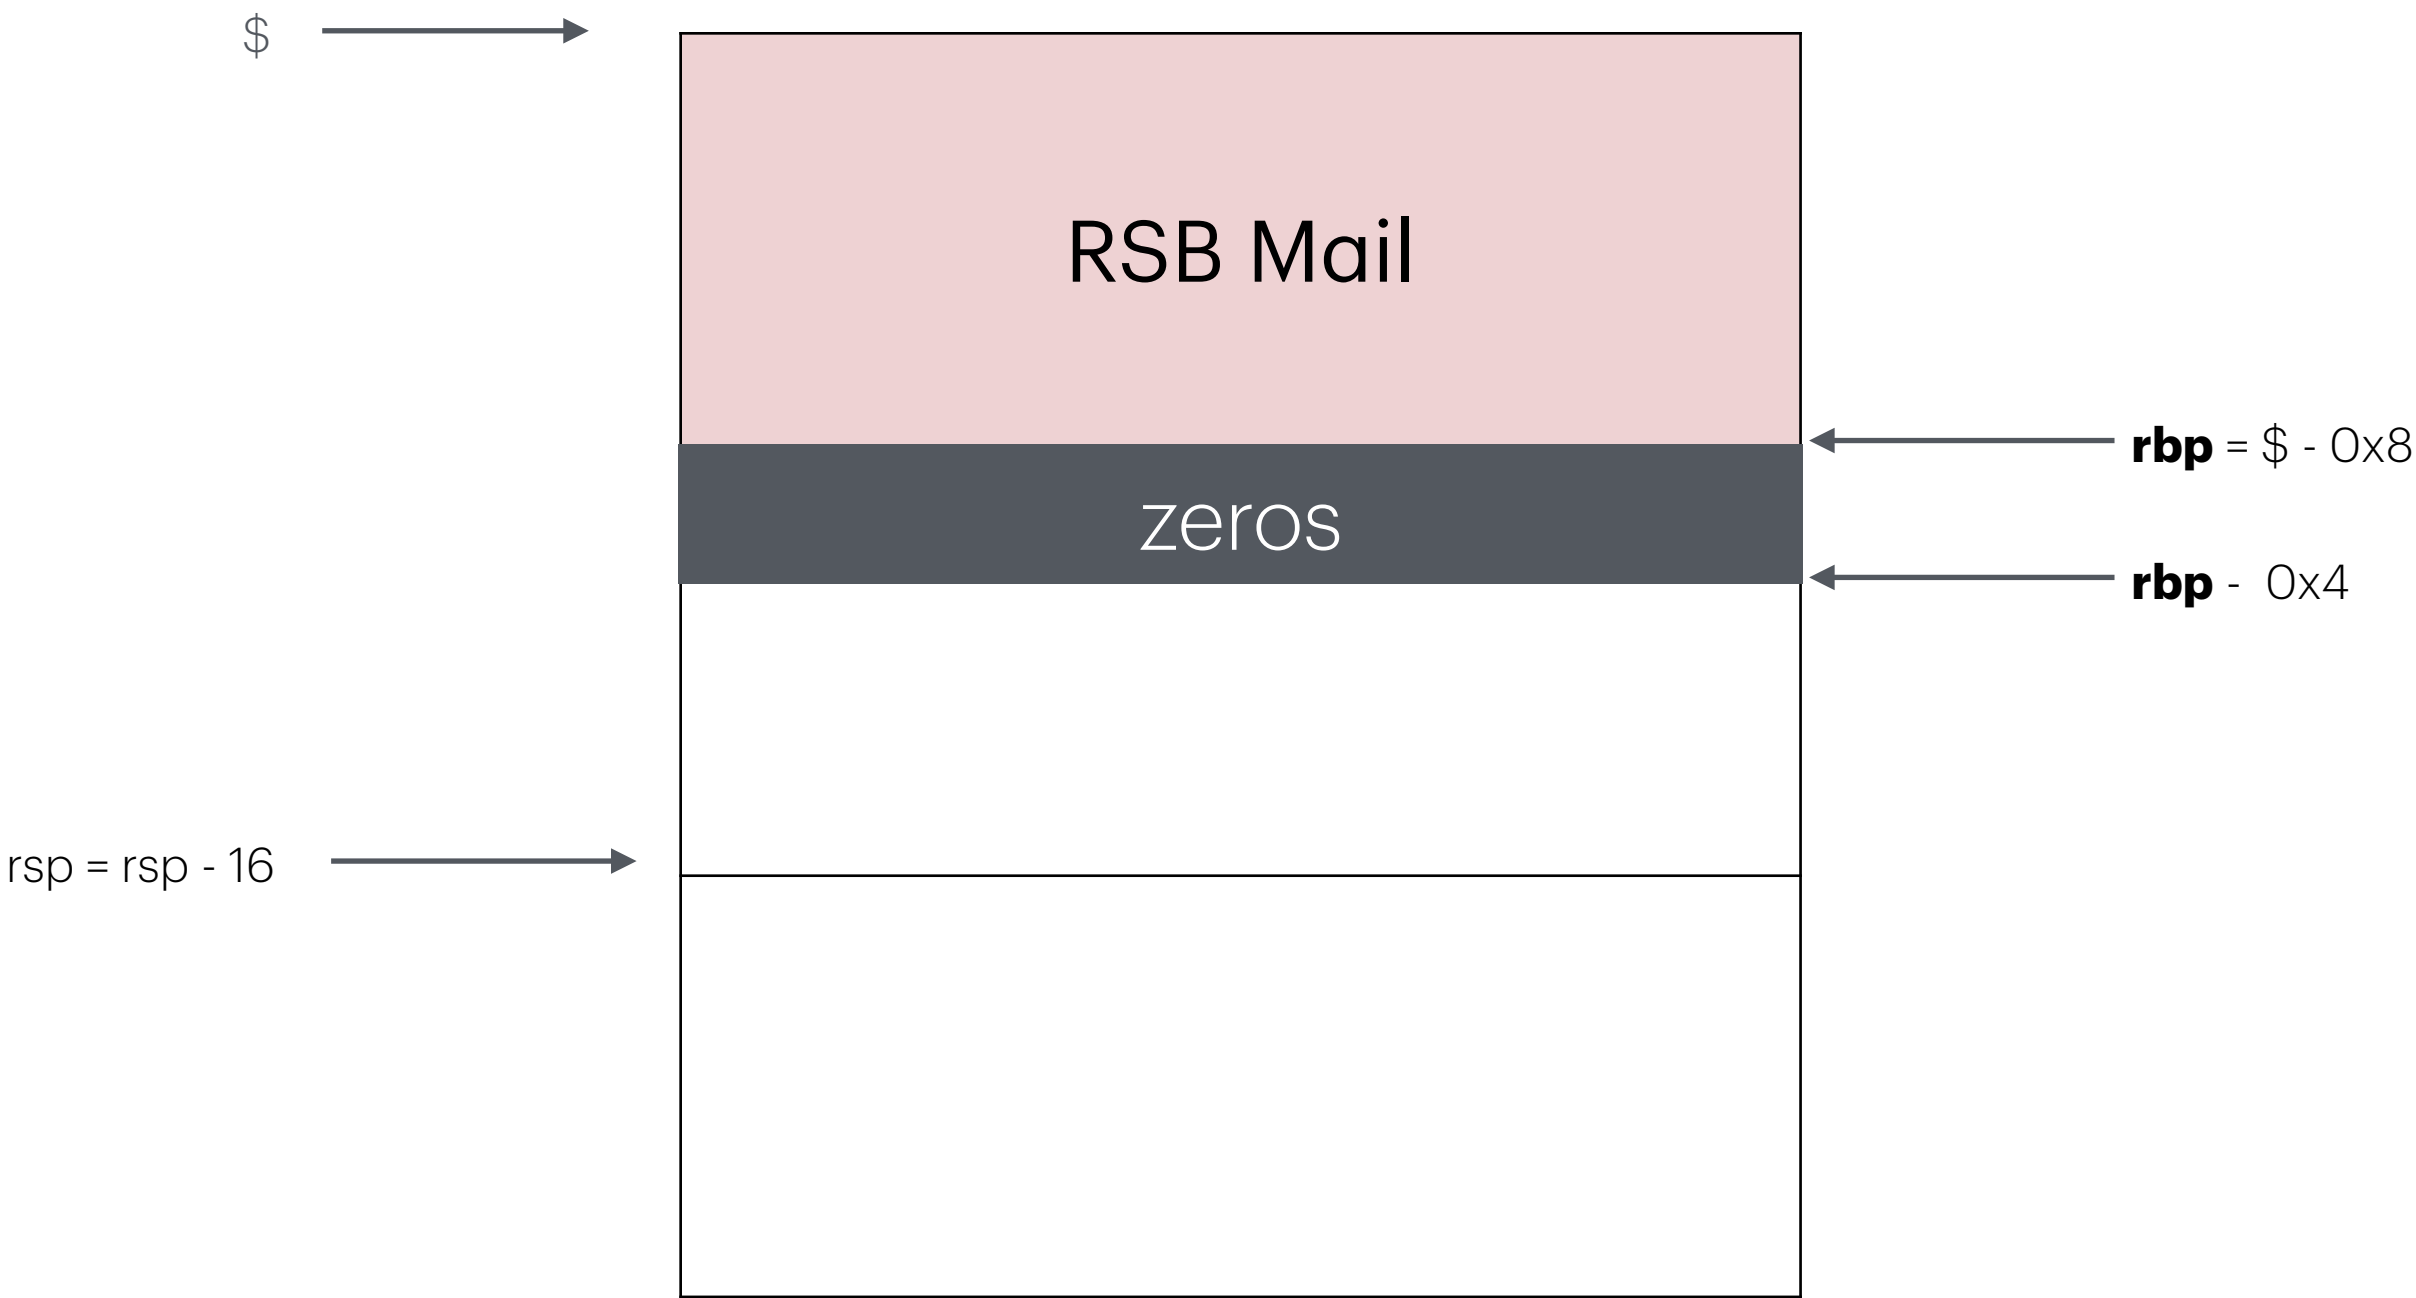 $
RSB Mail
rbp = $ - 0x8
zeros
rbp - 0x4
rsp = rsp - 16